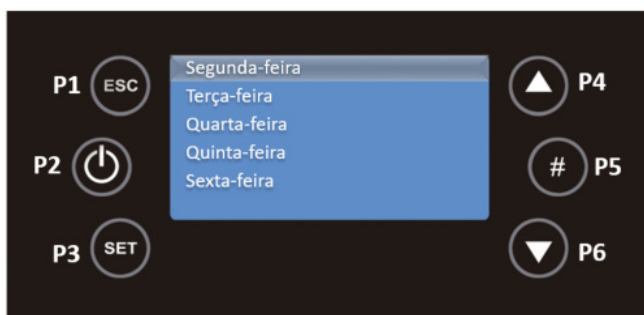 Segunda-feira
Terça-feira
Quarta-feira
Quinta-feira
Sexta-feira
P1 ESC
P2
P3 SET
P4
# P5
P6